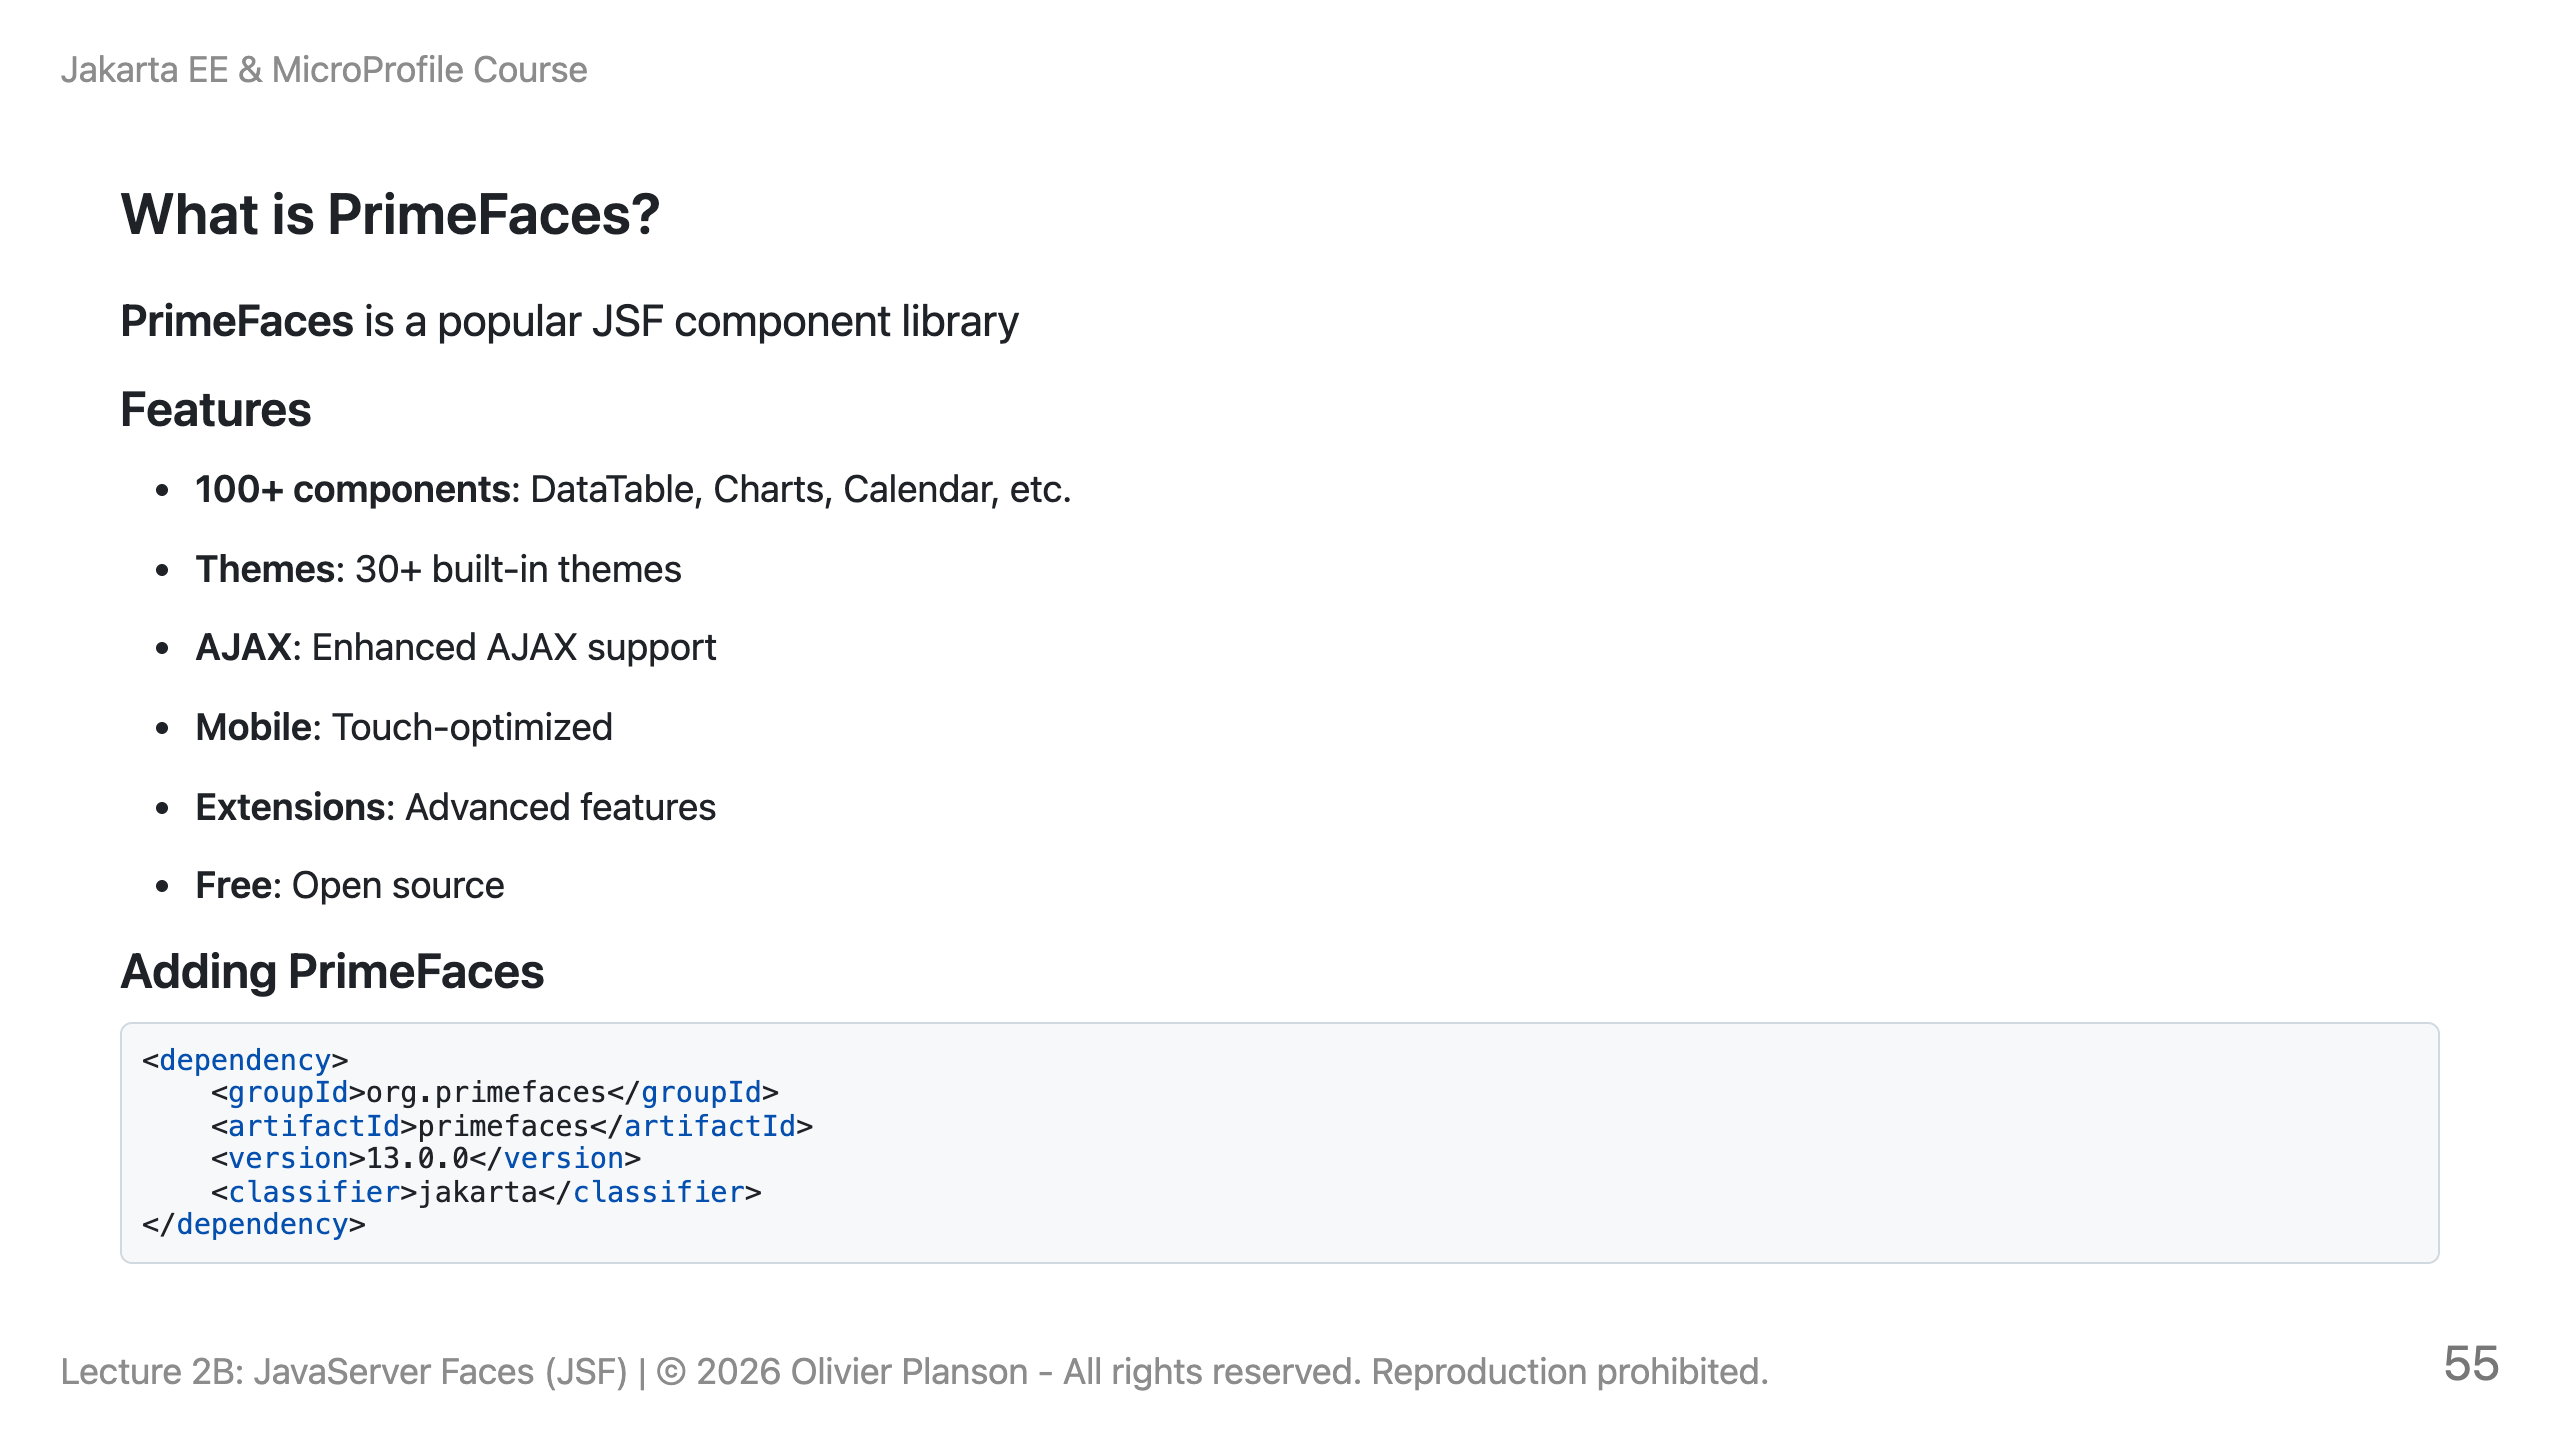 Jakarta EE & MicroProfile Course
What is PrimeFaces?
PrimeFaces is a popular JSF component library
Features
• 100+ components: DataTable, Charts, Calendar, etc.
• Themes: 30+ built-in themes
• AJAX: Enhanced AJAX support
• Mobile: Touch-optimized
• Extensions: Advanced features
• Free: Open source
Adding PrimeFaces
<dependency>
    <groupId>org.primefaces</groupId>
    <artifactId>primefaces</artifactId>
    <version>13.0.0</version>
    <classifier>jakarta</classifier>
</dependency>
Lecture 2B: JavaServer Faces (JSF) | © 2026 Olivier Planson - All rights reserved. Reproduction prohibited.
55